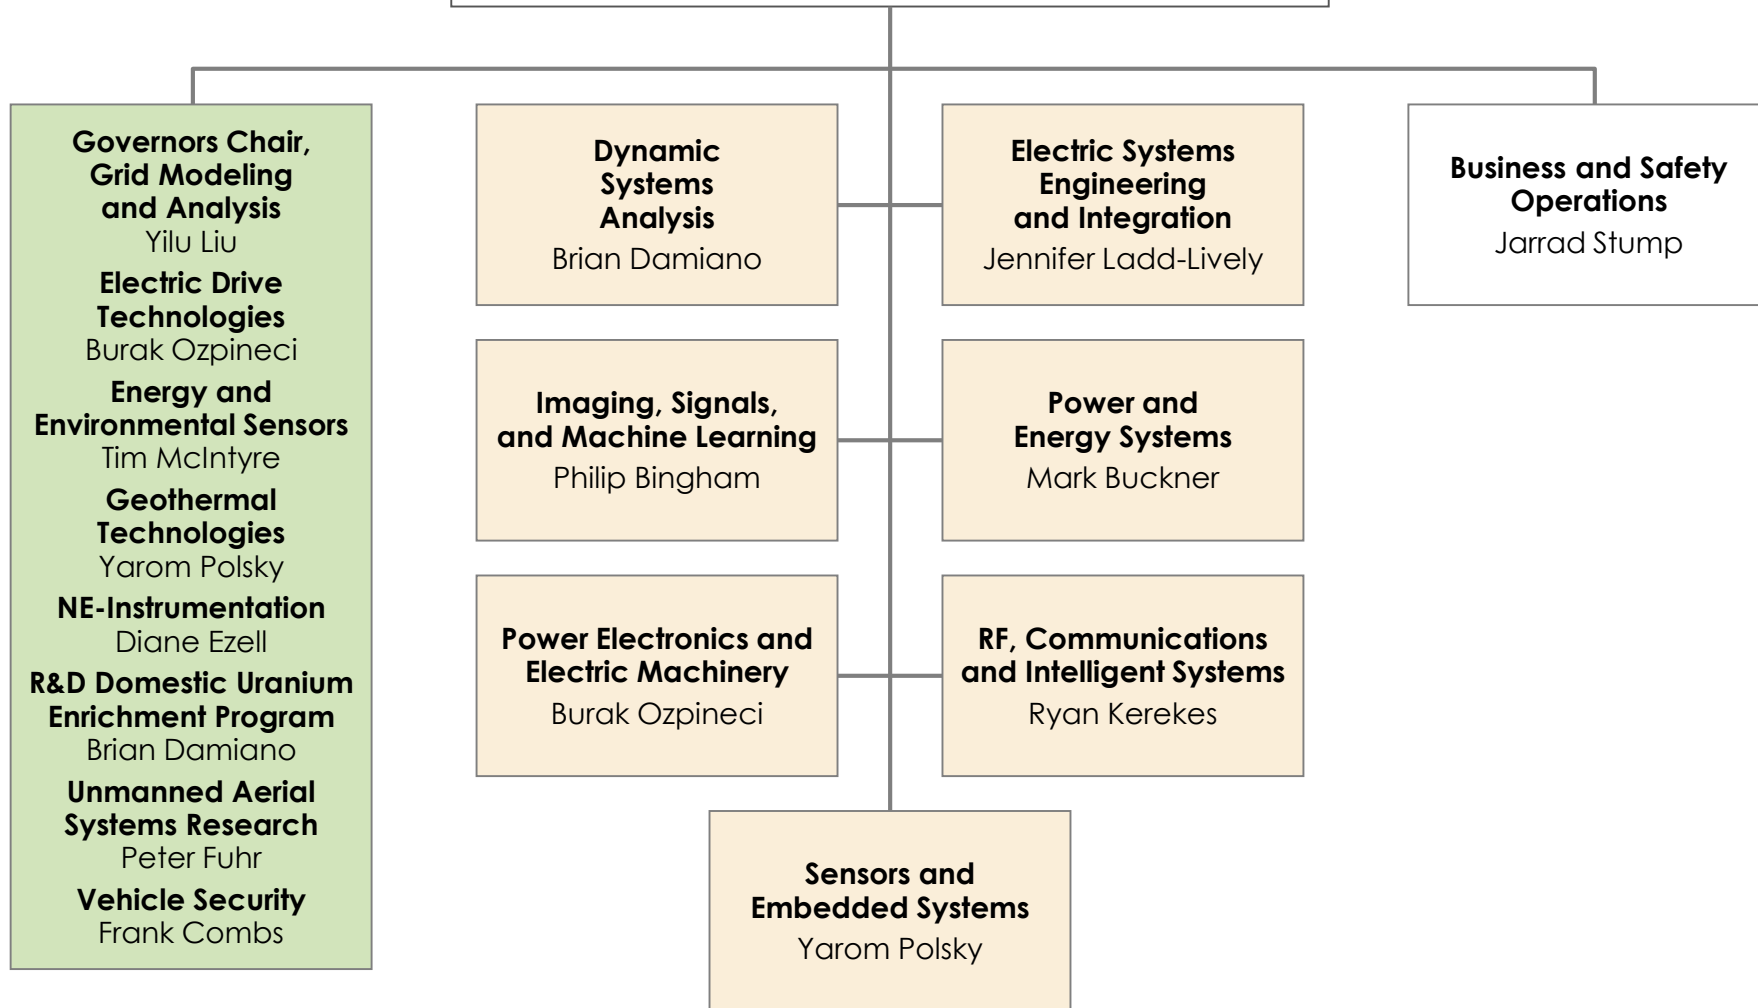 Governors Chair,
Grid Modeling
and Analysis
Yilu Liu
Electric Drive
Technologies
Burak Ozpineci
Energy and
Environmental Sensors
Tim McIntyre
Geothermal
Technologies
Yarom Polsky
NE-Instrumentation
Diane Ezell
R&D Domestic Uranium
Enrichment Program
Brian Damiano
Unmanned Aerial
Systems Research
Peter Fuhr
Vehicle Security
Frank Combs
Dynamic
Systems
Analysis
Brian Damiano
Electric Systems
Engineering
and Integration
Jennifer Ladd-Lively
Business and Safety
Operations
Jarrad Stump
Imaging, Signals,
and Machine Learning
Philip Bingham
Power and
Energy Systems
Mark Buckner
Power Electronics and
Electric Machinery
Burak Ozpineci
RF, Communications
and Intelligent Systems
Ryan Kerekes
Sensors and
Embedded Systems
Yarom Polsky